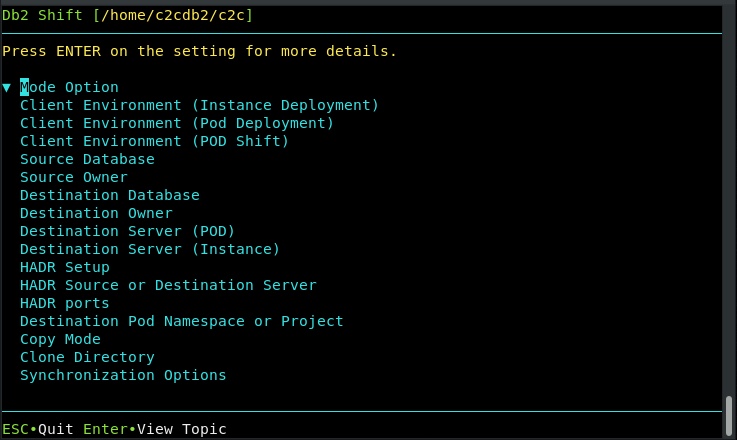 Db2 Shift [/home/c2cdb2/c2c]
Press ENTER on the setting for more details.
▼ Mode Option
Client Environment (Instance Deployment)
Client Environment (Pod Deployment)
Client Environment (POD Shift)
Source Database
Source Owner
Destination Database
Destination Owner
Destination Server (POD)
Destination Server (Instance)
HADR Setup
HADR Source or Destination Server
HADR ports
Destination Pod Namespace or Project
Copy Mode
Clone Directory
Synchronization Options
ESC•Quit Enter•View Topic